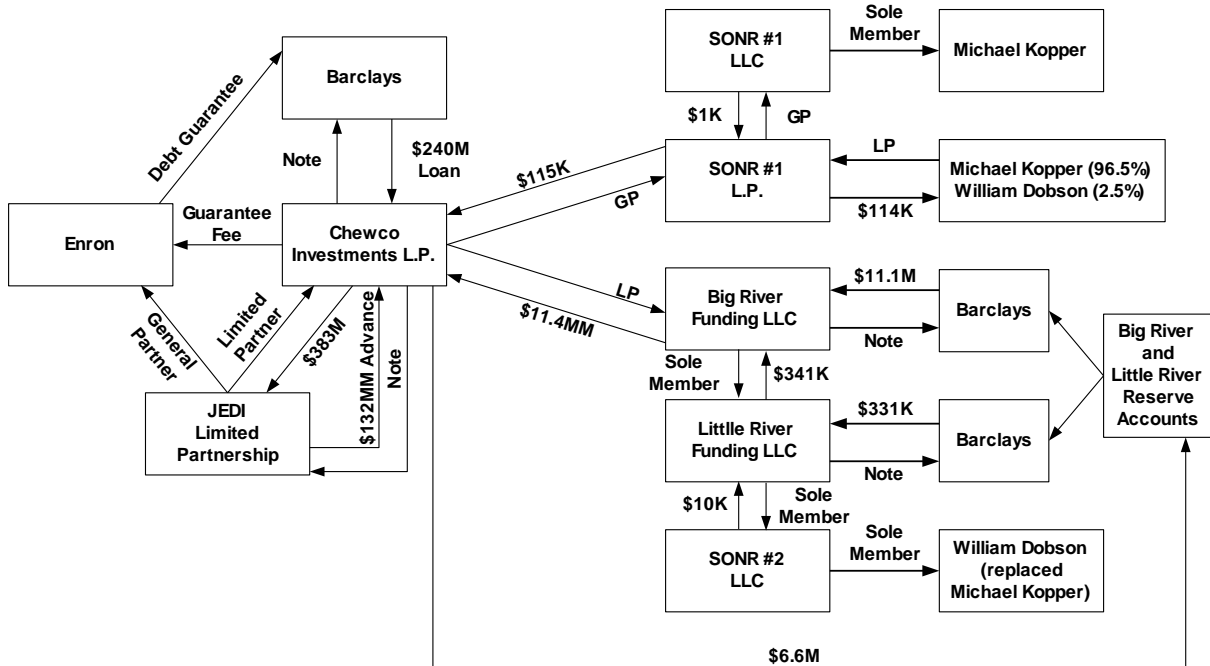 SONR #1
LLC
Sole
Member
Michael Kopper
Barclays
Debt Guarantee
Note
$240M
Loan
$1K
GP
$115K
GP
SONR #1
L.P.
LP
$114K
Michael Kopper (96.5%)
William Dobson (2.5%)
Enron
Guarantee
Fee
Chewco
Investments L.P.
LP
$11.4MM
Big River
Funding LLC
$11.1M
Note
Barclays
General
Partner
Limited
Partner
$383M
$132MM Advance
Note
Sole
Member
$341K
Big River
and
Little River
Reserve
Accounts
JEDI
Limited
Partnership
Littlle River
Funding LLC
$331K
Note
Barclays
$10K
Sole
Member
SONR #2
LLC
Sole
Member
William Dobson
(replaced
Michael Kopper)
$6.6M